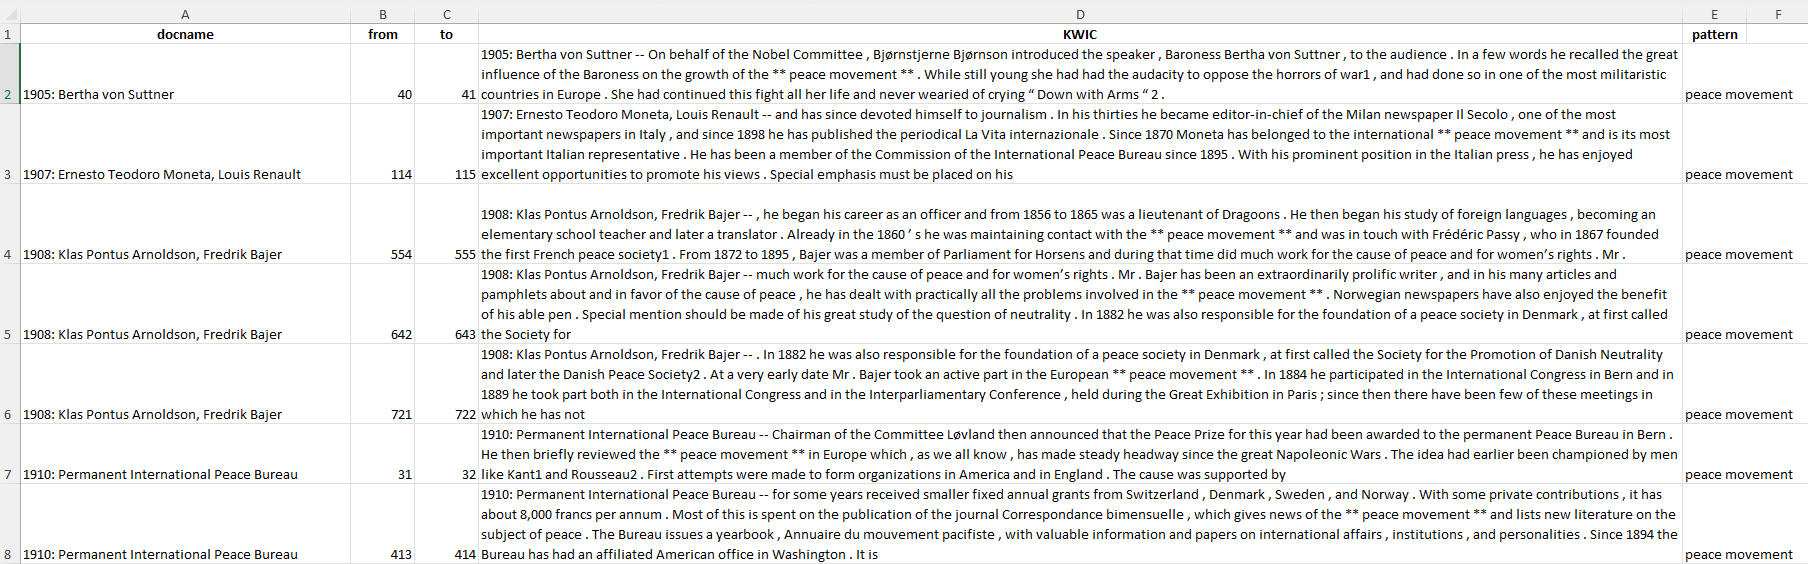 A B C D E F
1 docname from to KWIC pattern
1905: Bertha von Suttner -- On behalf of the Nobel Committee , Bjørnstjerne Bjørnson introduced the speaker , Baroness Bertha von Suttner , to the audience . In a few words he recalled the great
influence of the Baroness on the growth of the ** peace movement ** . While still young she had had the audacity to oppose the horrors of war1 , and had done so in one of the most militaristic
2 1905: Bertha von Suttner 40 41 countries in Europe . She had continued this fight all her life and never wearied of crying “ Down with Arms “ 2 . peace movement
1907: Ernesto Teodoro Moneta, Louis Renault -- and has since devoted himself to journalism . In his thirties he became editor-in-chief of the Milan newspaper Il Secolo , one of the most
important newspapers in Italy , and since 1898 he has published the periodical La Vita internazionale . Since 1870 Moneta has belonged to the international ** peace movement ** and is its most
important Italian representative . He has been a member of the Commission of the International Peace Bureau since 1895 . With his prominent position in the Italian press , he has enjoyed
3 1907: Ernesto Teodoro Moneta, Louis Renault 114 115 excellent opportunities to promote his views . Special emphasis must be placed on his peace movement
1908: Klas Pontus Arnoldson, Fredrik Bajer -- , he began his career as an officer and from 1856 to 1865 was a lieutenant of Dragoons . He then began his study of foreign languages , becoming an
elementary school teacher and later a translator . Already in the 1860 ’ s he was maintaining contact with the ** peace movement ** and was in touch with Frédéric Passy , who in 1867 founded
4 1908: Klas Pontus Arnoldson, Fredrik Bajer 554 555 the first French peace society1 . From 1872 to 1895 , Bajer was a member of Parliament for Horsens and during that time did much work for the cause of peace and for women’s rights . Mr . peace movement
1908: Klas Pontus Arnoldson, Fredrik Bajer -- much work for the cause of peace and for women’s rights . Mr . Bajer has been an extraordinarily prolific writer , and in his many articles and
pamphlets about and in favor of the cause of peace , he has dealt with practically all the problems involved in the ** peace movement ** . Norwegian newspapers have also enjoyed the benefit
of his able pen . Special mention should be made of his great study of the question of neutrality . In 1882 he was also responsible for the foundation of a peace society in Denmark , at first called
5 1908: Klas Pontus Arnoldson, Fredrik Bajer 642 643 the Society for peace movement
1908: Klas Pontus Arnoldson, Fredrik Bajer -- . In 1882 he was also responsible for the foundation of a peace society in Denmark , at first called the Society for the Promotion of Danish Neutrality
and later the Danish Peace Society2 . At a very early date Mr . Bajer took an active part in the European ** peace movement ** . In 1884 he participated in the International Congress in Bern and in
1889 he took part both in the International Congress and in the Interparliamentary Conference , held during the Great Exhibition in Paris ; since then there have been few of these meetings in
6 1908: Klas Pontus Arnoldson, Fredrik Bajer 721 722 which he has not peace movement
1910: Permanent International Peace Bureau -- Chairman of the Committee Løvland then announced that the Peace Prize for this year had been awarded to the permanent Peace Bureau in Bern .
He then briefly reviewed the ** peace movement ** in Europe which , as we all know , has made steady headway since the great Napoleonic Wars . The idea had earlier been championed by men
7 1910: Permanent International Peace Bureau 31 32 like Kant1 and Rousseau2 . First attempts were made to form organizations in America and in England . The cause was supported by peace movement
1910: Permanent International Peace Bureau -- for some years received smaller fixed annual grants from Switzerland , Denmark , Sweden , and Norway . With some private contributions , it has
about 8,000 francs per annum . Most of this is spent on the publication of the journal Correspondance bimensuelle , which gives news of the ** peace movement ** and lists new literature on the
subject of peace . The Bureau issues a yearbook , Annuaire du mouvement pacifiste , with valuable information and papers on international affairs , institutions , and personalities . Since 1894 the
8 1910: Permanent International Peace Bureau 413 414 Bureau has had an affiliated American office in Washington . It is peace movement